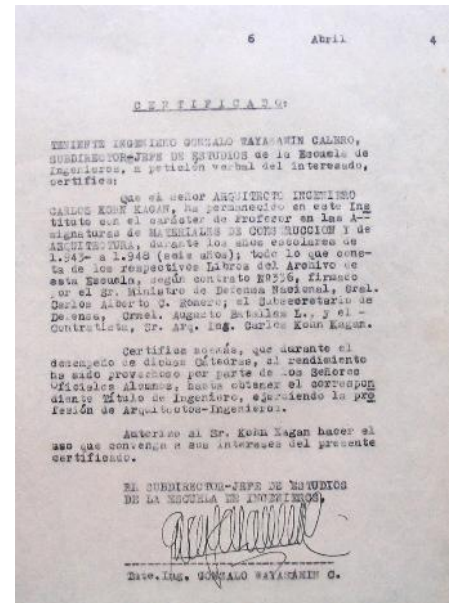 6 Abril 4
CERTIFICADO:
TENIENTE INGENIERO GONZALO WAYASAMIN CALERO,
SUBDIRECTOR-JEFE DE ESTUDIOS de la Escuela de
Ingenieros, a petición verbal del interesado,
certifica:
Que el señor ARQUITECTO INGENIERO
CARLOS KOHN KAGAN, ha permanecido en este Ins
tituto con el carácter de Profesor en las A-
signaturas de MATERIALES DE CONSTRUCCION Y de
ARQUITECTURA, durante los años escolares de
1.943- a 1.948 (seis años); todo lo que cons-
ta de los respectivos Libros del Archivo de
esta Escuela, según contrato Nº336, firmado
por el Sr. Ministro de Defensa Nacional, Gral.
Carlos Alberto C. Romero; el Subsecretario de
Defensa, Crnel. Augusto Batallas L., y el -
Contratista, Sr. Arq. Ing. Carlos Kohn Kagan.
Certifica además, que durante el
desempeño de dichas Cátedras, el rendimiento
ha sido provechoso por parte de los Señores
Oficiales Alumnos, hasta obtener el correspon
diente Título de Ingeniero, ejerciendo la pro
fesión de Arquitectos-Ingenieros.
Autorizo al Sr. Kohn Kagan hacer el
uso que convenga a sus intereses del presente
certificado.
EL SUBDIRECTOR-JEFE DE ESTUDIOS
DE LA ESCUELA DE INGENIEROS,
Tnte. Ing. GONZALO WAYASAMIN C.